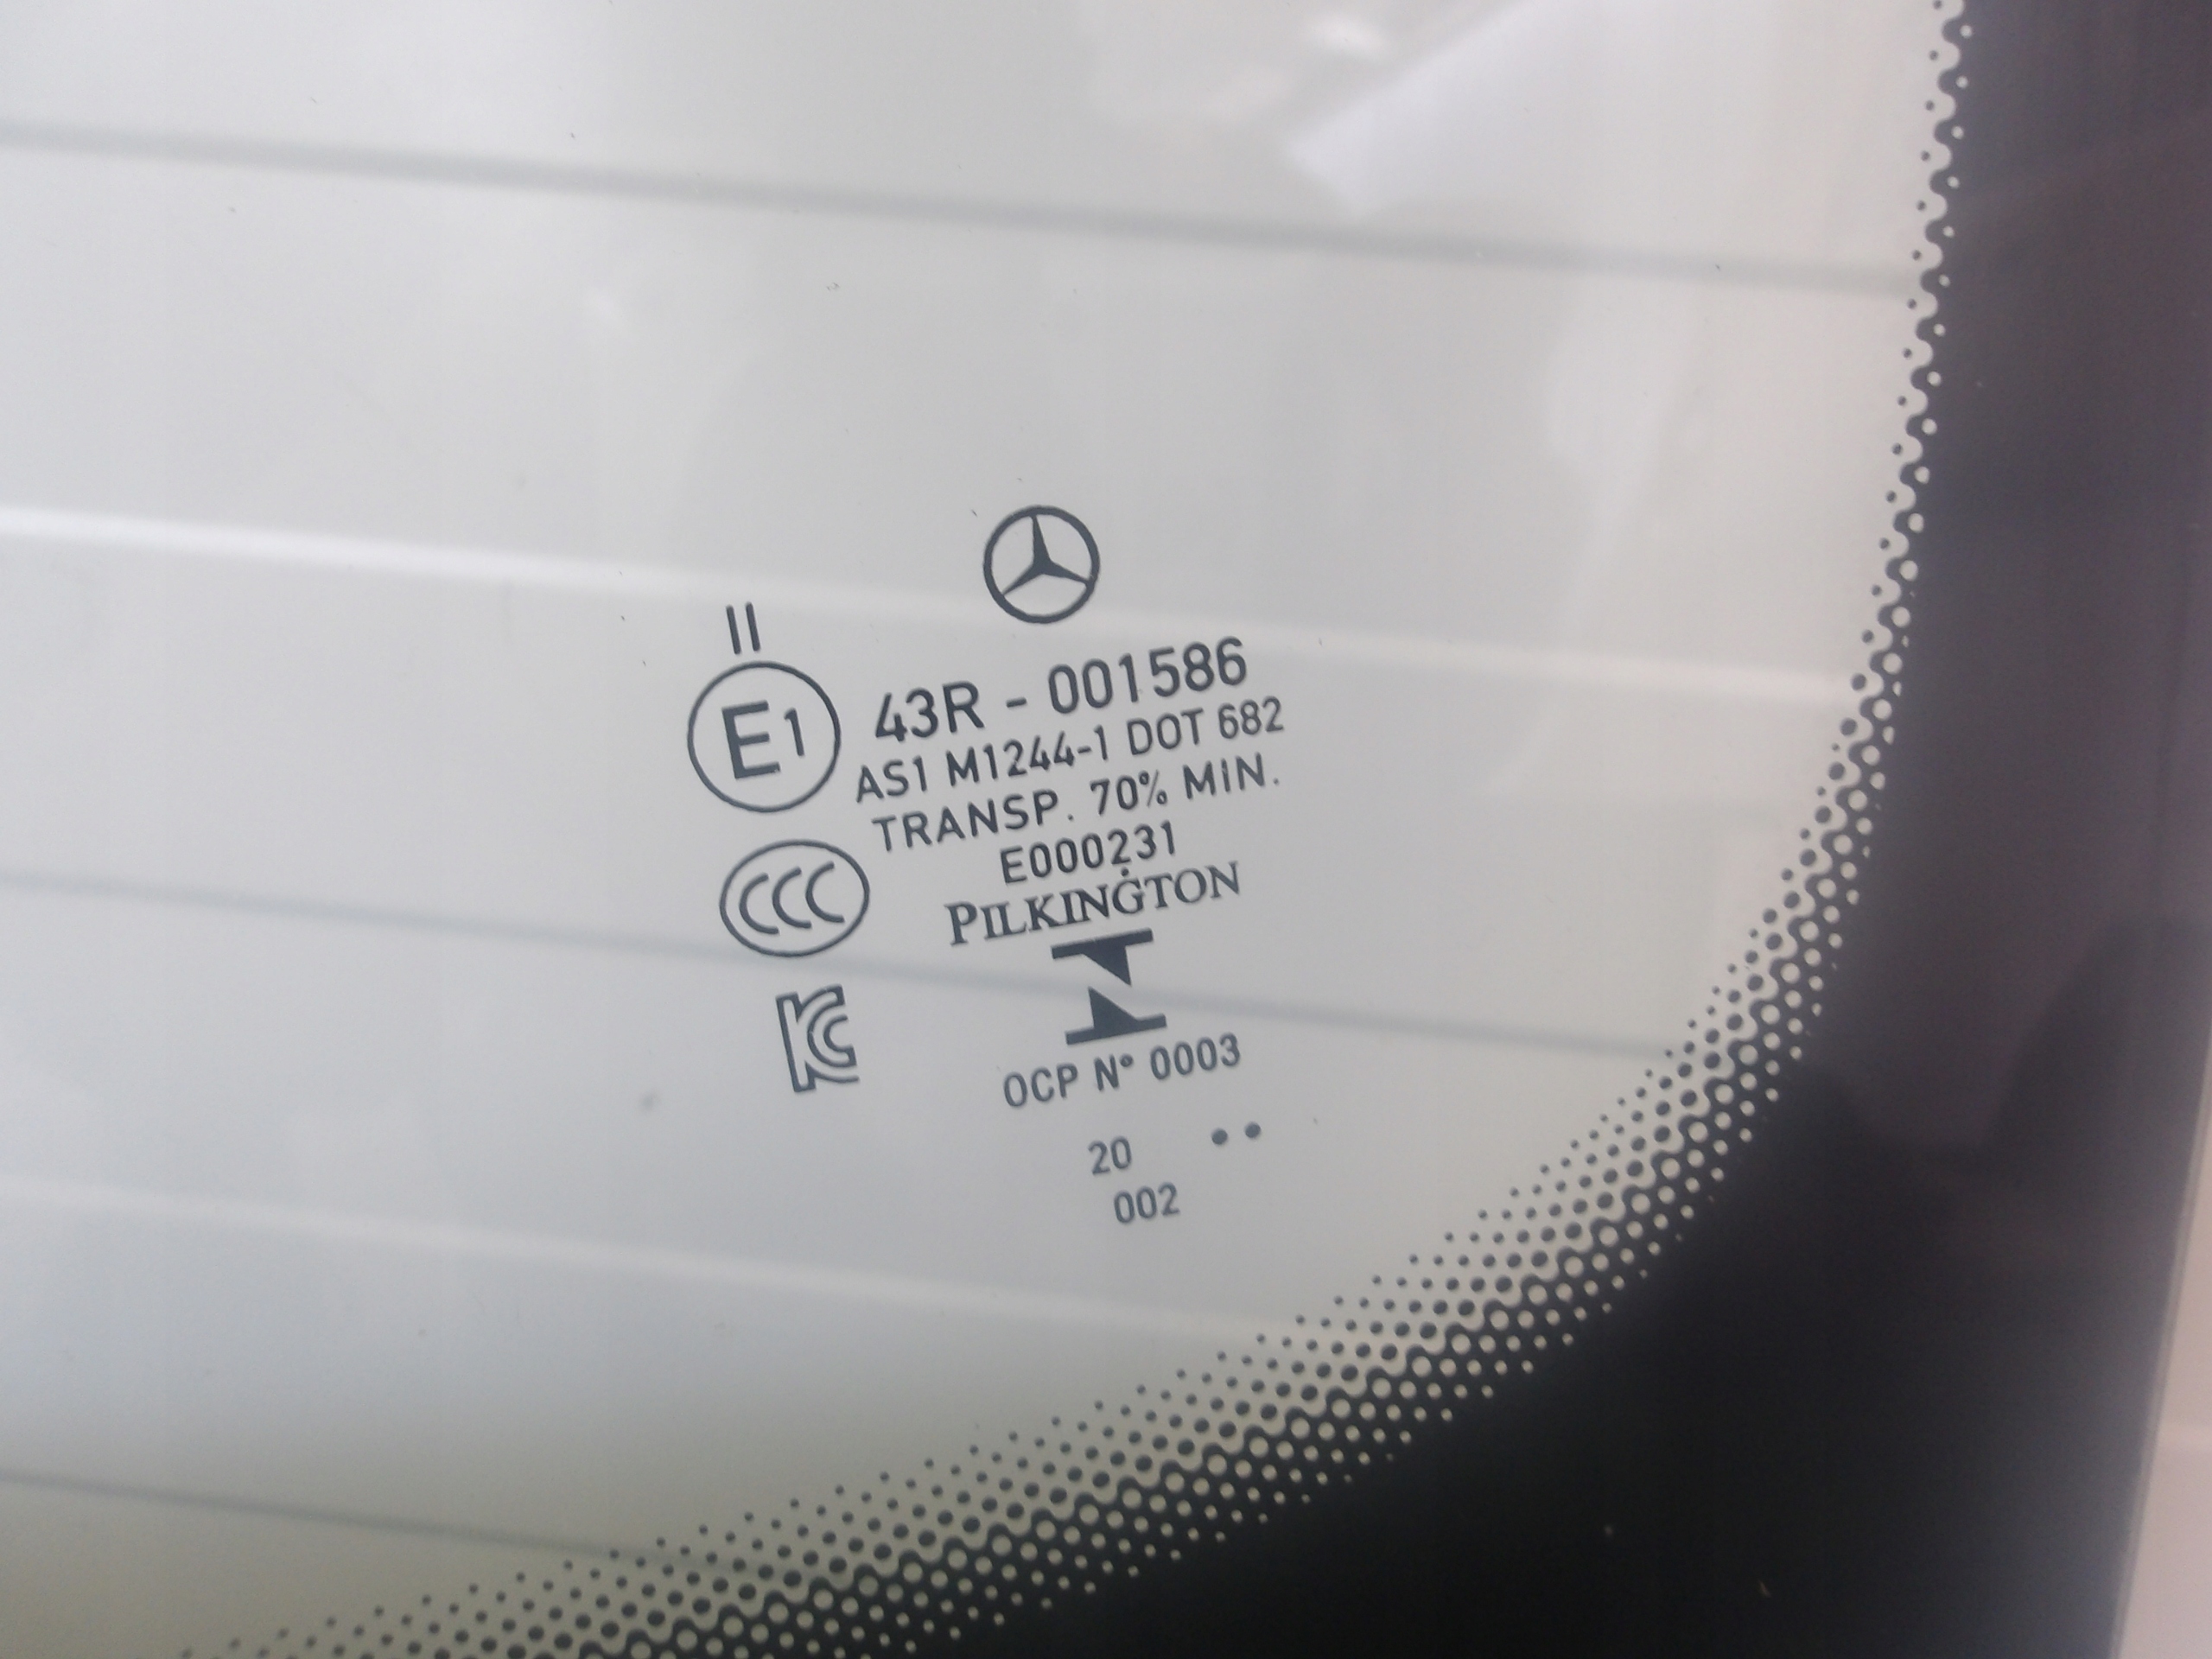 II
E1
43R - 001586
AS1 M1244-1 DOT 682
TRANSP. 70% MIN.
E000231
CCC
PILKINGTON
KC
OCP N° 0003
20 ••
002